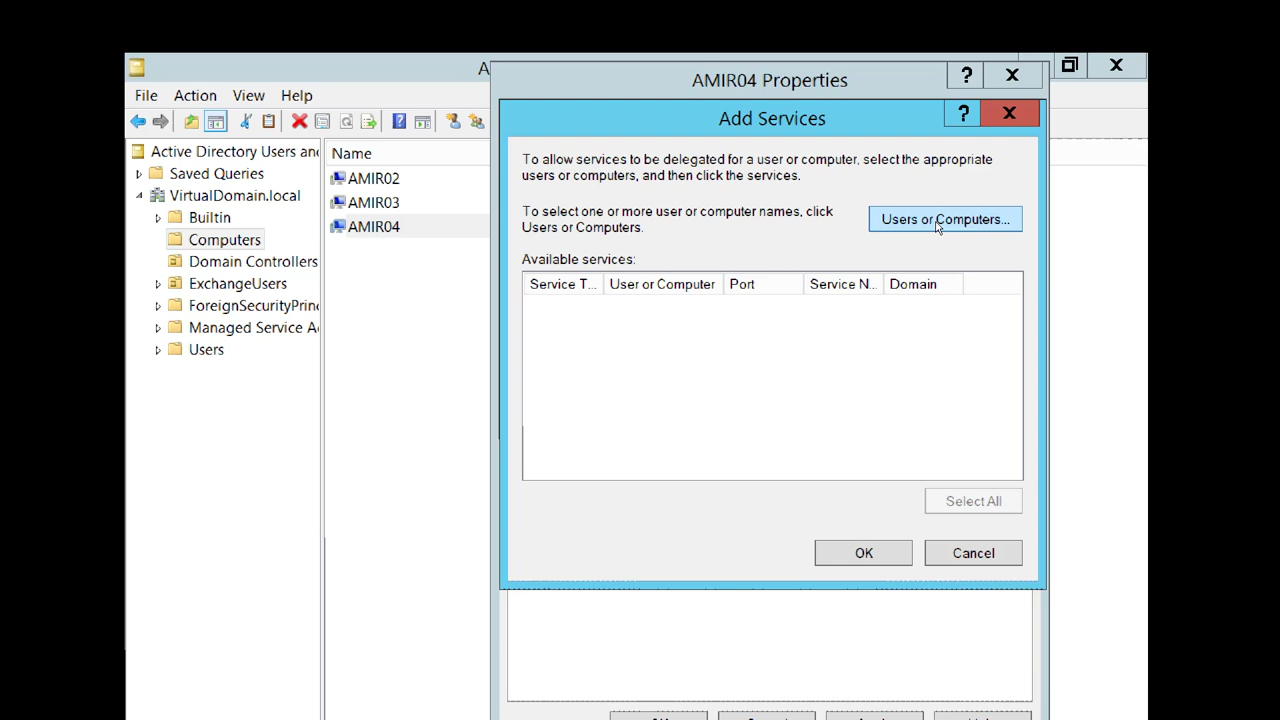 A
AMIR04 Properties
? X
X
File Action View Help
Add Services
? X
Active Directory Users an
Saved Queries
VirtualDomain.local
Builtin
Computers
Domain Controllers
ExchangeUsers
ForeignSecurityPrinc
Managed Service A
Users
Name
AMIR02
AMIR03
AMIR04
To allow services to be delegated for a user or computer, select the appropriate
users or computers, and then click the services.
To select one or more user or computer names, click
Users or Computers.
Users or Computers...
Available services:
Service T... User or Computer Port Service N... Domain
Select All
OK Cancel